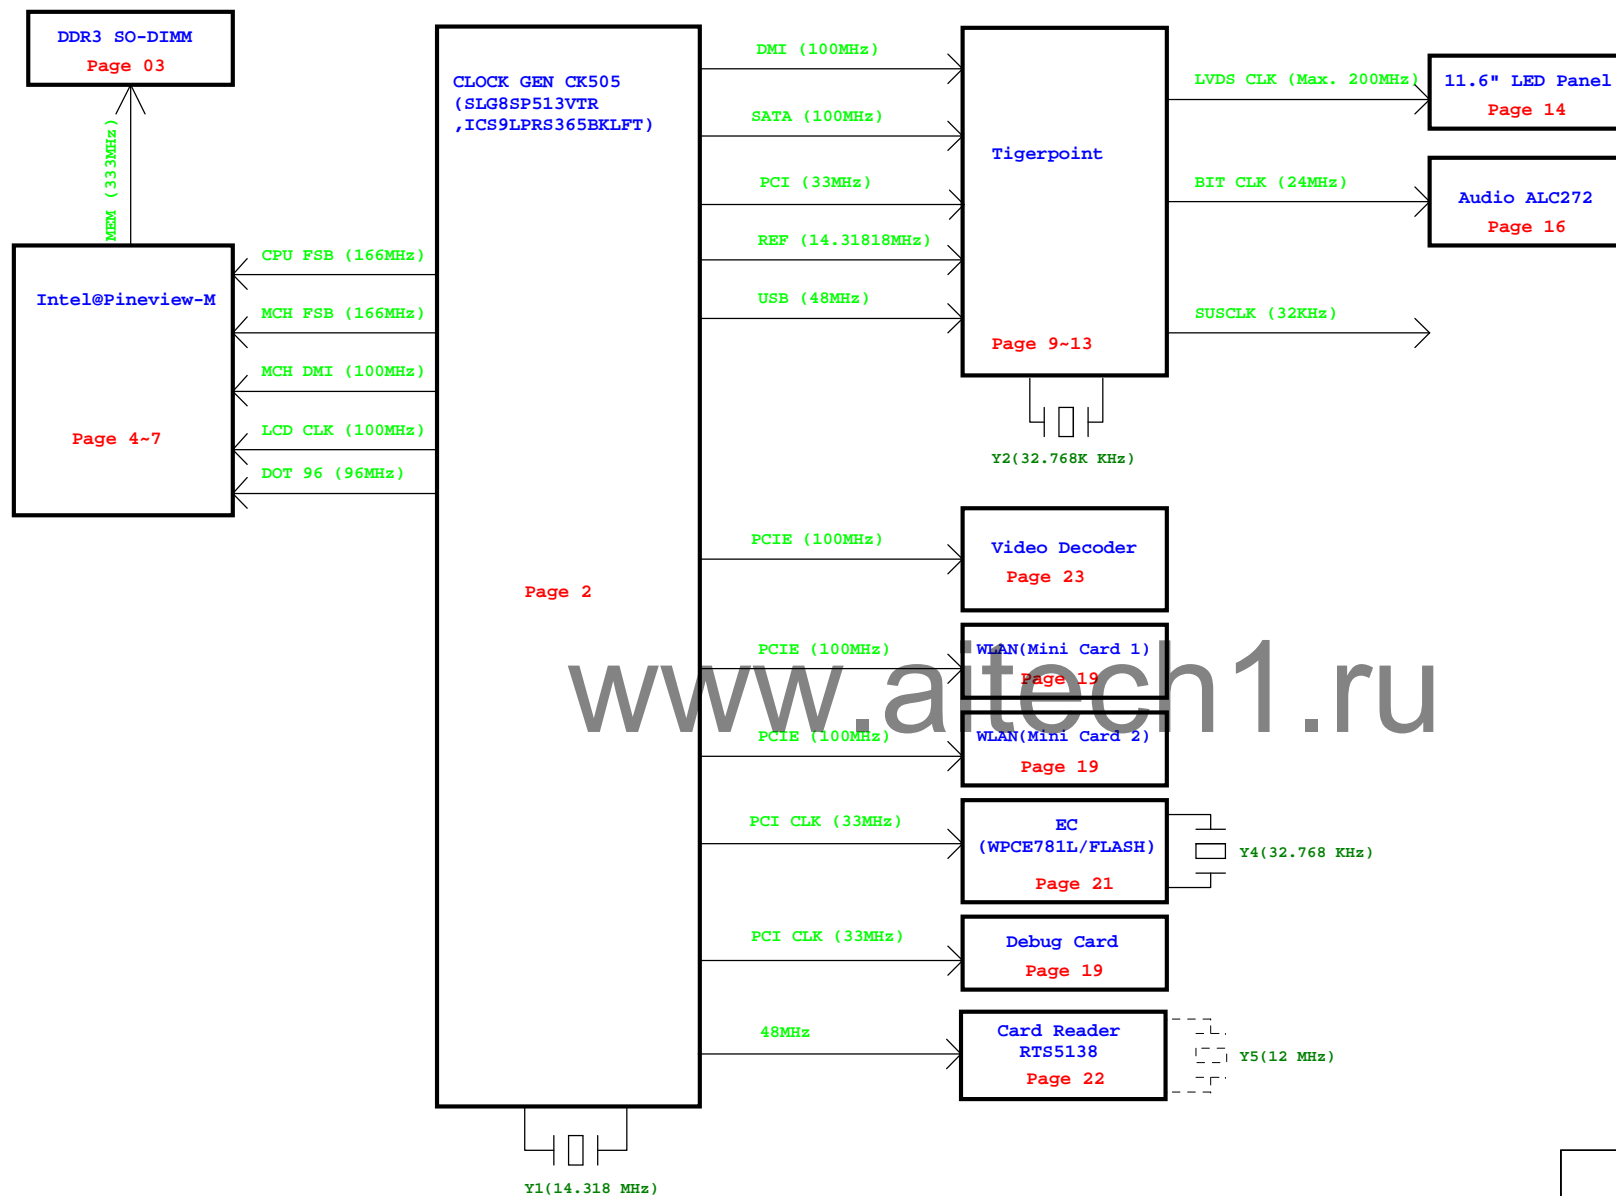 DDR3 SO-DIMM
Page 03
MEM (333MHz)
Intel@Pineview-M
Page 4~7
CPU FSB (166MHz)
MCH FSB (166MHz)
MCH DMI (100MHz)
LCD CLK (100MHz)
DOT 96 (96MHz)
CLOCK GEN CK505
(SLG8SP513VTR
,ICS9LPRS365BKLFT)
Page 2
Y1(14.318 MHz)
DMI (100MHz)
SATA (100MHz)
PCI (33MHz)
REF (14.31818MHz)
USB (48MHz)
Tigerpoint
Page 9~13
Y2(32.768K KHz)
LVDS CLK (Max. 200MHz)
11.6" LED Panel
Page 14
BIT CLK (24MHz)
Audio ALC272
Page 16
SUSCLK (32KHz)
PCIE (100MHz)
Video Decoder
Page 23
PCIE (100MHz)
WLAN(Mini Card 1)
Page 19
www.aitech1.ru
PCIE (100MHz)
WLAN(Mini Card 2)
Page 19
PCI CLK (33MHz)
EC
(WPCE781L/FLASH)
Page 21
Y4(32.768 KHz)
PCI CLK (33MHz)
Debug Card
Page 19
48MHz
Card Reader
RTS5138
Page 22
Y5(12 MHz)